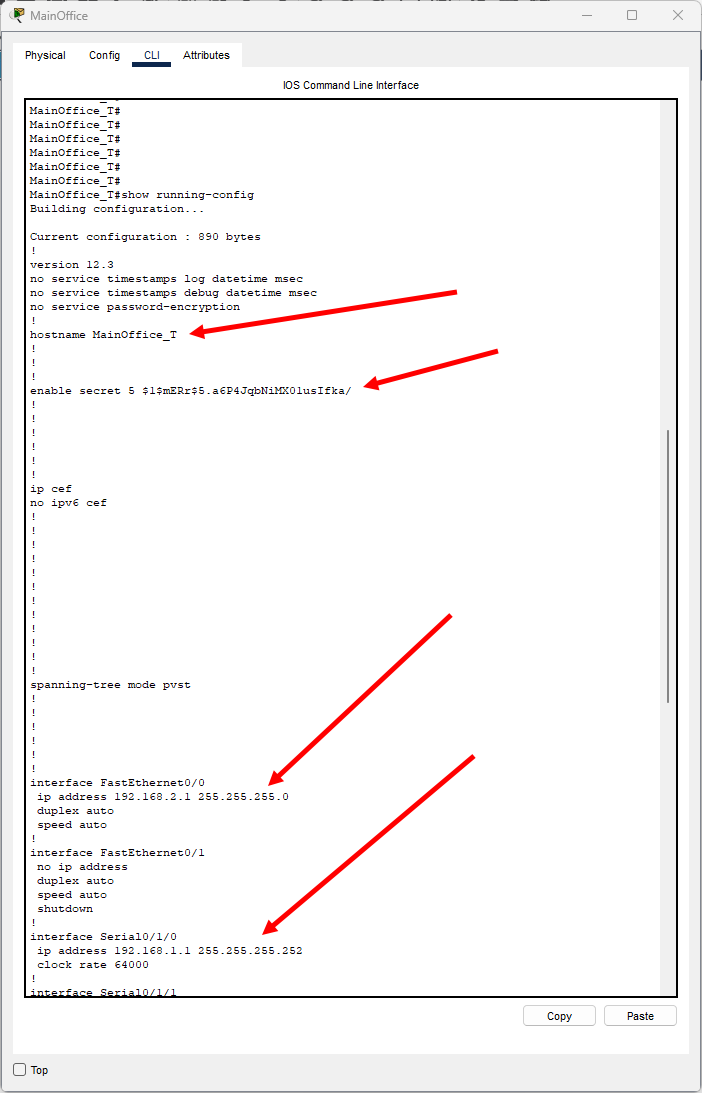 MainOffice
Physical Config CLI Attributes
IOS Command Line Interface
MainOffice_T#
MainOffice_T#
MainOffice_T#
MainOffice_T#
MainOffice_T#
MainOffice_T#
MainOffice_T#show running-config
Building configuration...
Current configuration : 890 bytes
!
version 12.3
no service timestamps log datetime msec
no service timestamps debug datetime msec
no service password-encryption
!
hostname MainOffice_T
!
!
!
enable secret 5 $1$mERr$5.a6P4JqbNiMX01usIfka/
!
!
!
!
!
!
ip cef
no ipv6 cef
!
!
!
!
!
!
!
!
!
!
!
!
spanning-tree mode pvst
!
!
!
!
!
!
interface FastEthernet0/0
ip address 192.168.2.1 255.255.255.0
duplex auto
speed auto
!
interface FastEthernet0/1
no ip address
duplex auto
speed auto
shutdown
!
interface Serial0/1/0
ip address 192.168.1.1 255.255.255.252
clock rate 64000
!
interface Serial0/1/1
Copy Paste
Top